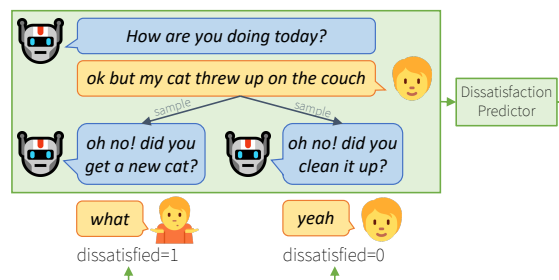 How are you doing today?
ok but my cat threw up on the couch
sample
sample
oh no! did you
get a new cat?
oh no! did you
clean it up?
Dissatisfaction
Predictor
what
yeah
dissatisfied=1
dissatisfied=0